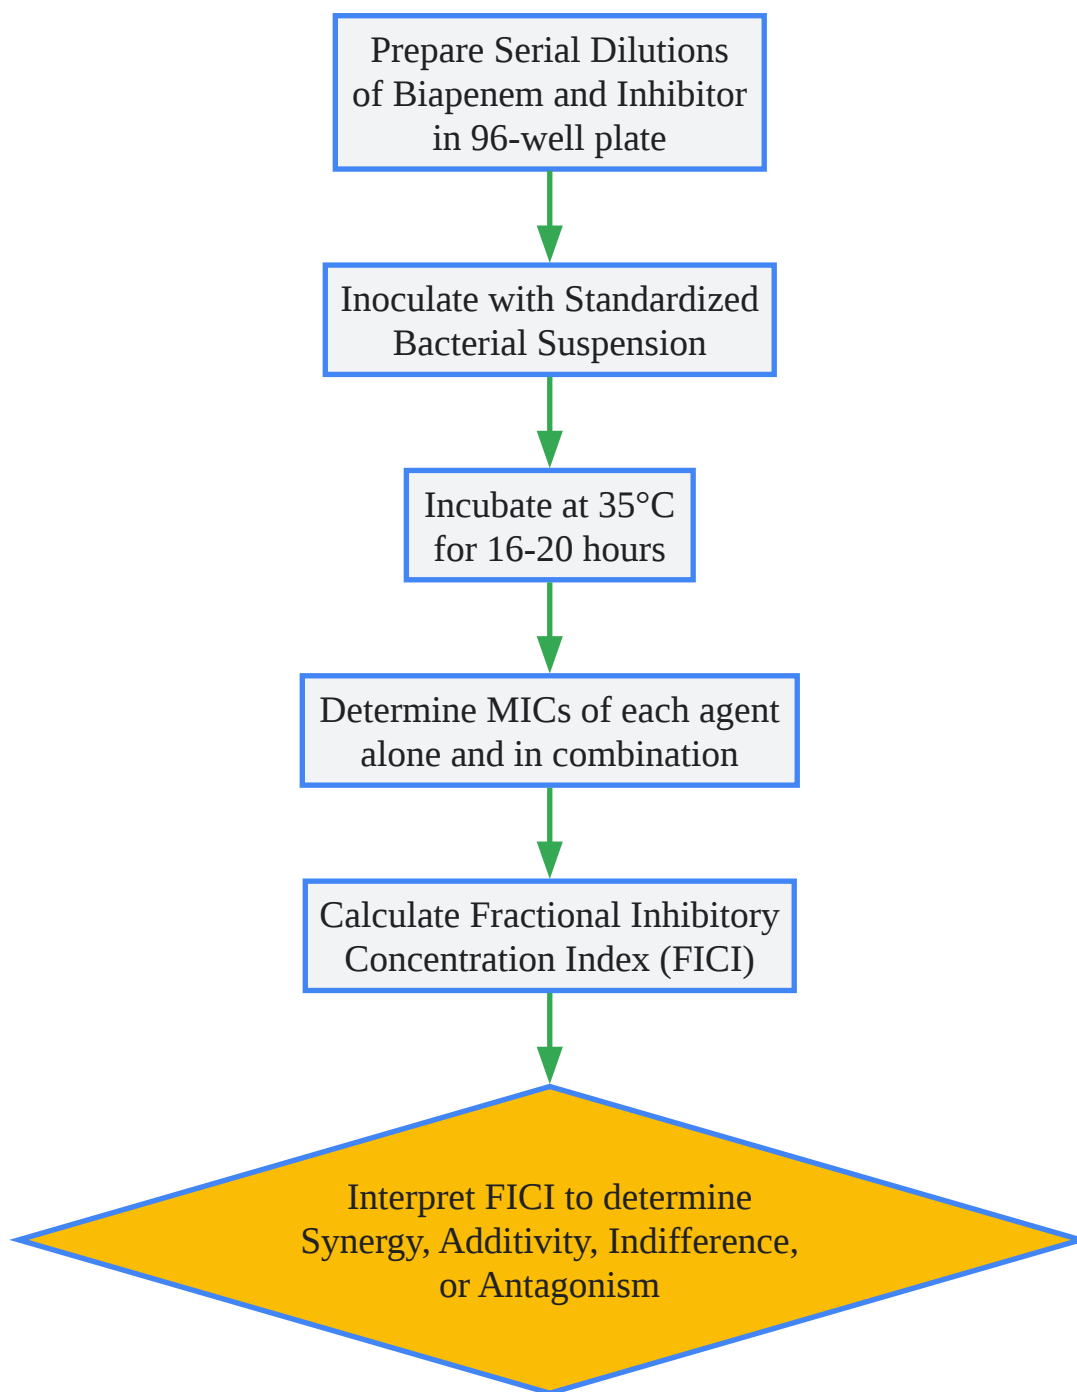 Prepare Serial Dilutions
of Biapenem and Inhibitor
in 96-well plate
Inoculate with Standardized
Bacterial Suspension
Incubate at 35°C
for 16-20 hours
Determine MICs of each agent
alone and in combination
Calculate Fractional Inhibitory
Concentration Index (FICI)
Interpret FICI to determine
Synergy, Additivity, Indifference,
or Antagonism